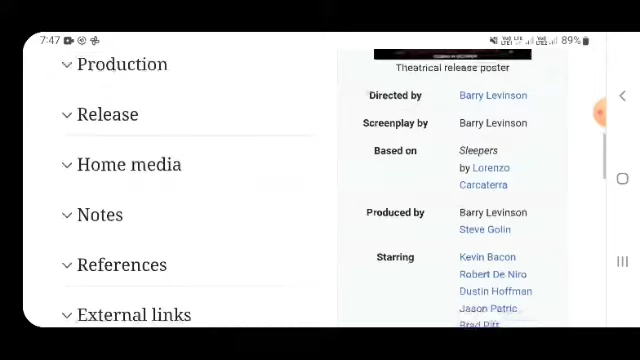 7:47
89%
Production
Release
Home media
Notes
References
External links
Theatrical release poster
Directed by Barry Levinson
Screenplay by Barry Levinson
Based on Sleepers
by Lorenzo
Carcaterra
Produced by Barry Levinson
Steve Golin
Starring Kevin Bacon
Robert De Niro
Dustin Hoffman
Jason Patric
Brad Pitt